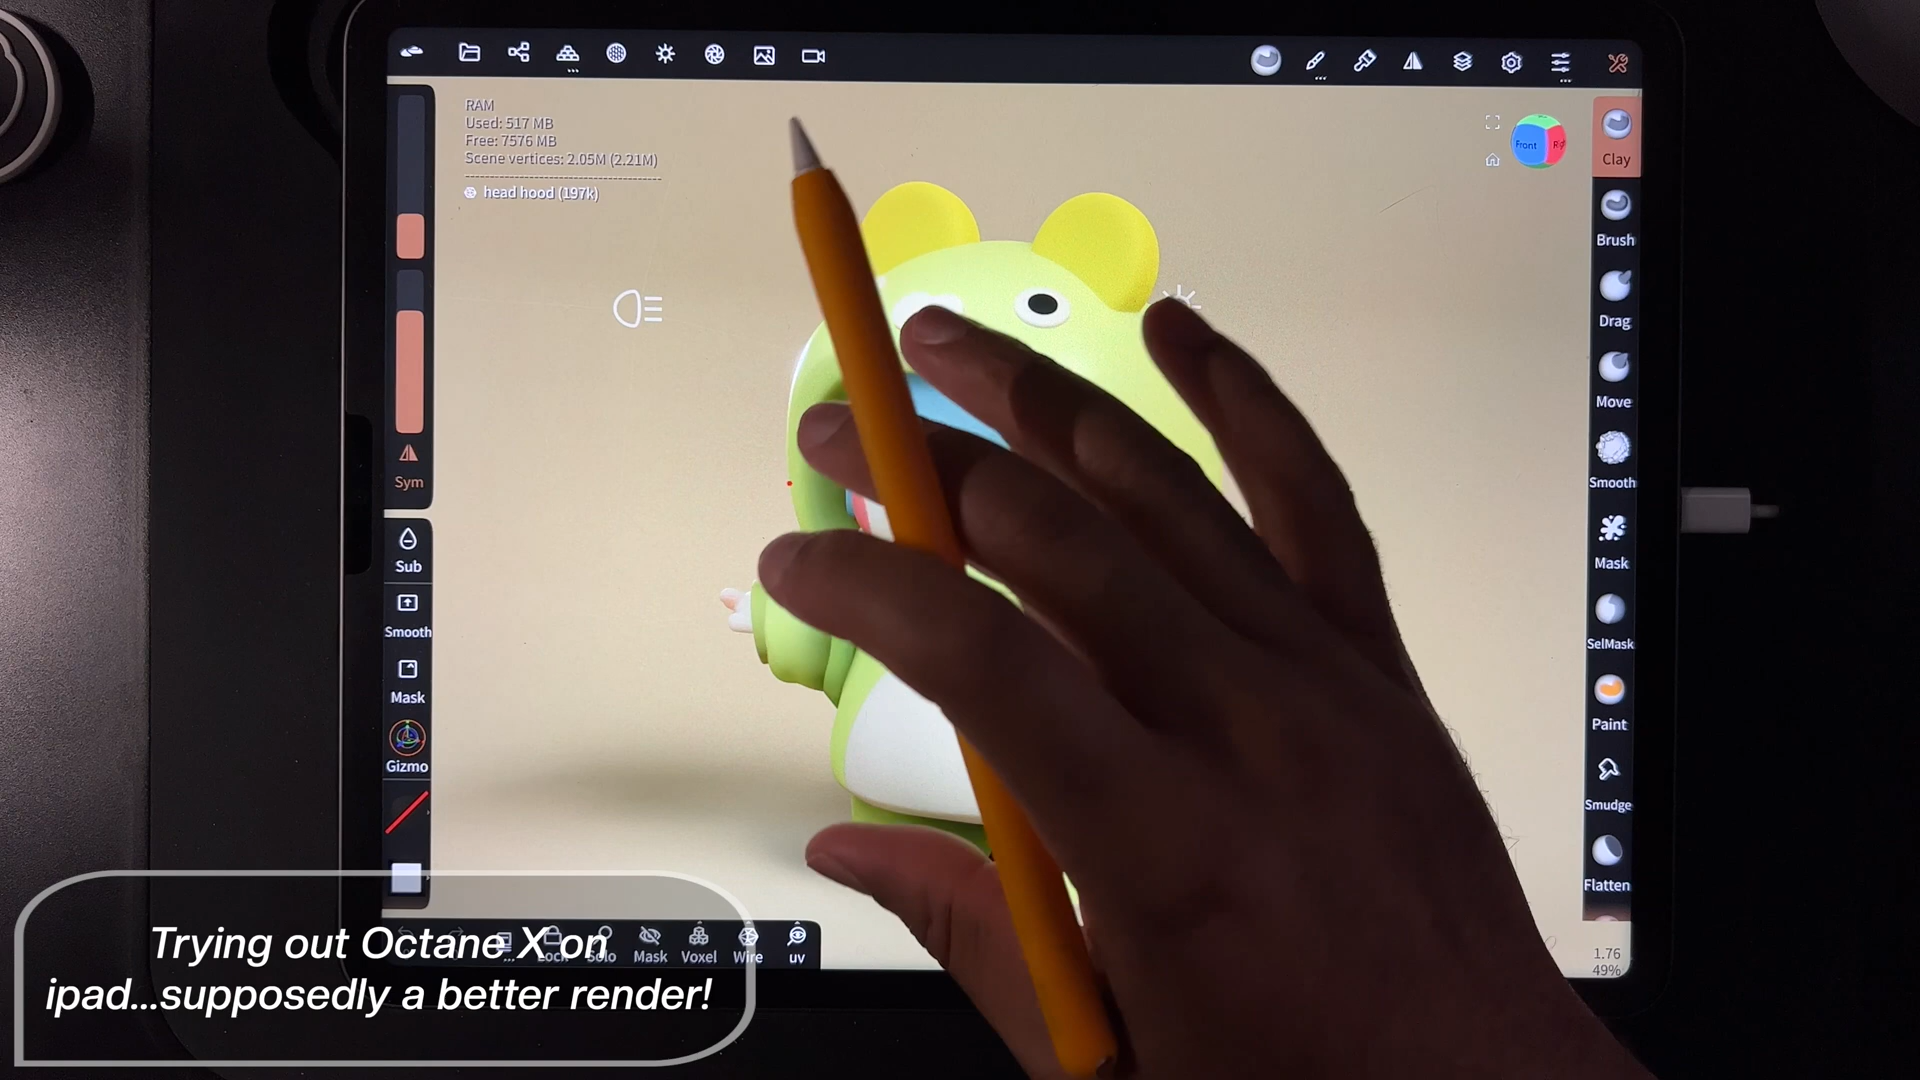 RAM
Used: 517 MB
Free: 7576 MB
Scene vertices: 2.05M (2.21M)
head hood (197k)
Front
Clay
Brush
Drag
Move
Smooth
Mask
SelMask
Paint
Smudge
Flatten
Sym
Sub
Smooth
Mask
Gizmo
Lock
Solo
Mask
Voxel
Wire
uv
1.76
49%
Trying out Octane X on
ipad...supposedly a better render!